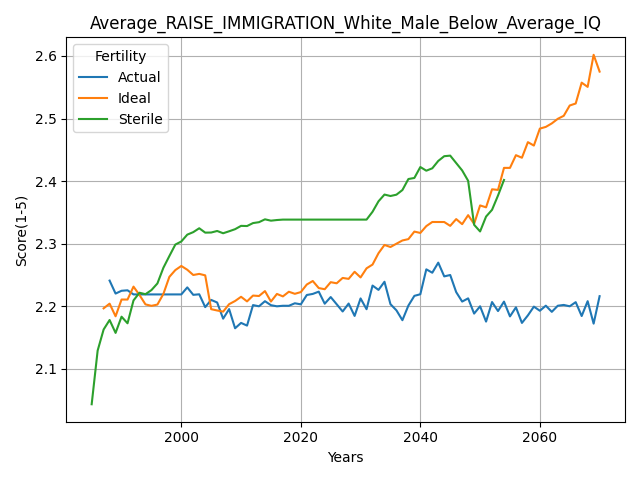 Average_RAISE_IMMIGRATION_White_Male_Below_Average_IQ
Fertility
Actual
Ideal
Sterile
Score(1-5)
2.6
2.5
2.4
2.3
2.2
2.1
2000
2020
2040
2060
Years